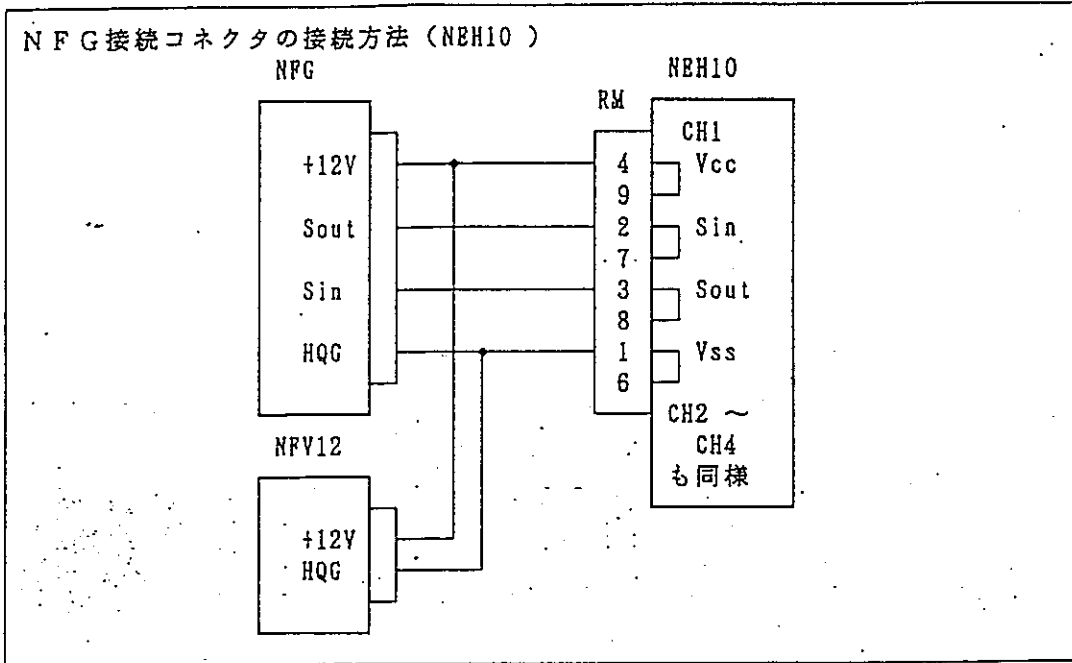 NFG接続コネクタの接続方法（NEH10 ）
NFG
NEH10
RM
CH1
+12V
4
Vcc
9
Sout
2
Sin
7
Sin
3
Sout
8
HQG
1
Vss
6
CH2 ～
CH4
も同様
NFV12
+12V
HQG